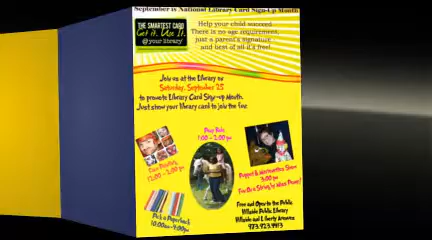 September is National Library Card Sign-Up Month
THE SMARTEST CARD
Get it. Use It.
@ your library
Help your child succeed.
There is no age requirement,
just a parent's signature
and best of all it's free!
Join us at the Library on
Saturday, September 25
to promote Library Card Sign-up Month.
Just show your library card to join the fun
Pony Ride
1:00 - 3:00 pm
Face Painting
12:00 - 3:00 pm
Puppet & Marionettes Show
3:00 pm
Pick a Paperback
10:00am-4:00pm
Free and Open to the Public
Hillside Public Library
Hillside and Liberty Avenues
973.923.4413